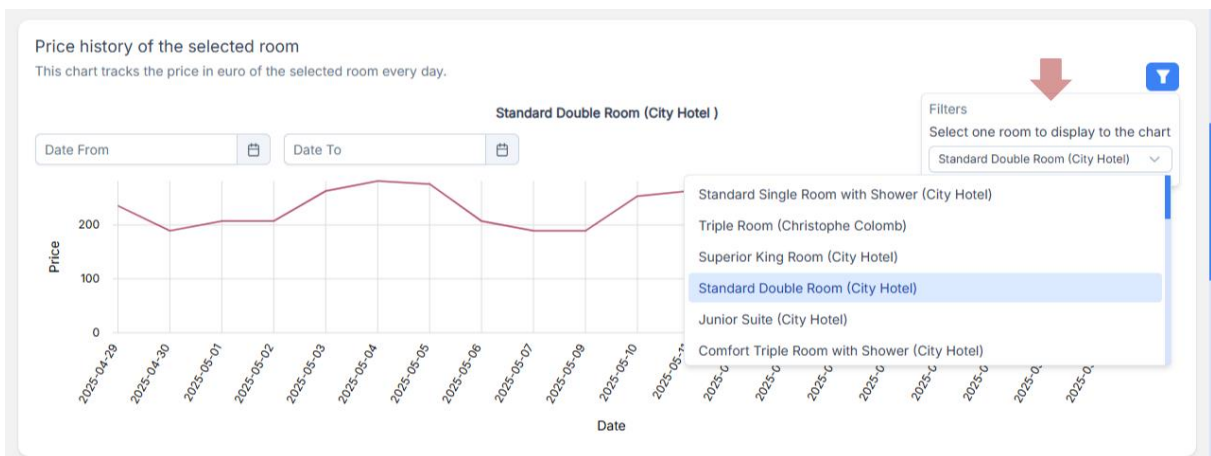 Price history of the selected room
This chart tracks the price in euro of the selected room every day.
Standard Double Room (City Hotel )
Filters
Select one room to display to the chart
Standard Double Room (City Hotel)
Date From
Date To
Standard Single Room with Shower (City Hotel)
Triple Room (Christophe Colomb)
Superior King Room (City Hotel)
Standard Double Room (City Hotel)
Junior Suite (City Hotel)
Comfort Triple Room with Shower (City Hotel)
Price
200
100
0
2025-04-29
2025-04-30
2025-05-01
2025-05-02
2025-05-03
2025-05-04
2025-05-05
2025-05-06
2025-05-07
2025-05-09
2025-05-10
Date